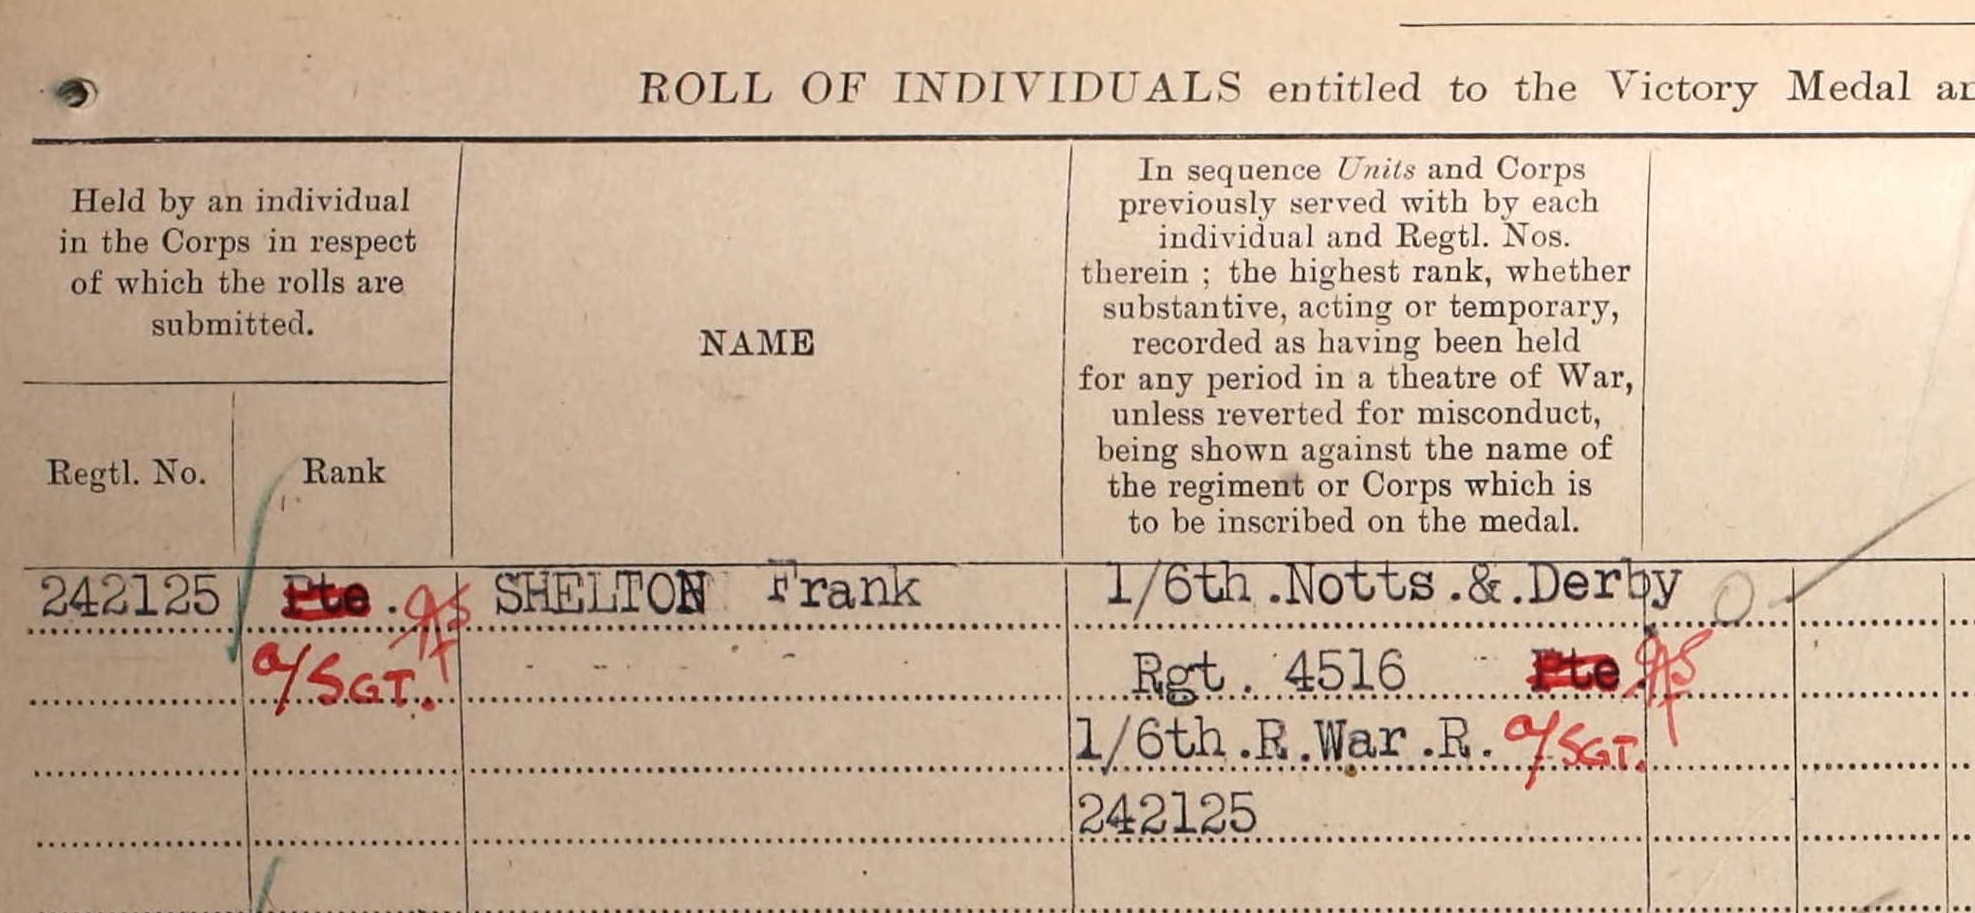 ROLL OF INDIVIDUALS entitled to the Victory Medal
Held by an individual
in the Corps in respect
of which the rolls are
submitted.
Regtl. No.
Rank
NAME
In sequence Units and Corps
previously served with by each
individual and Regtl. Nos.
therein ; the highest rank, whether
substantive, acting or temporary,
recorded as having been held
for any period in a theatre of War,
unless reverted for misconduct,
being shown against the name of
the regiment or Corps which is
to be inscribed on the medal.
242125 Pte. SHELTON Frank 1/6th.Notts.&.Derby
a/SGT. Rgt. 4516 Pte.
1/6th.R.War.R. a/SGT.
242125